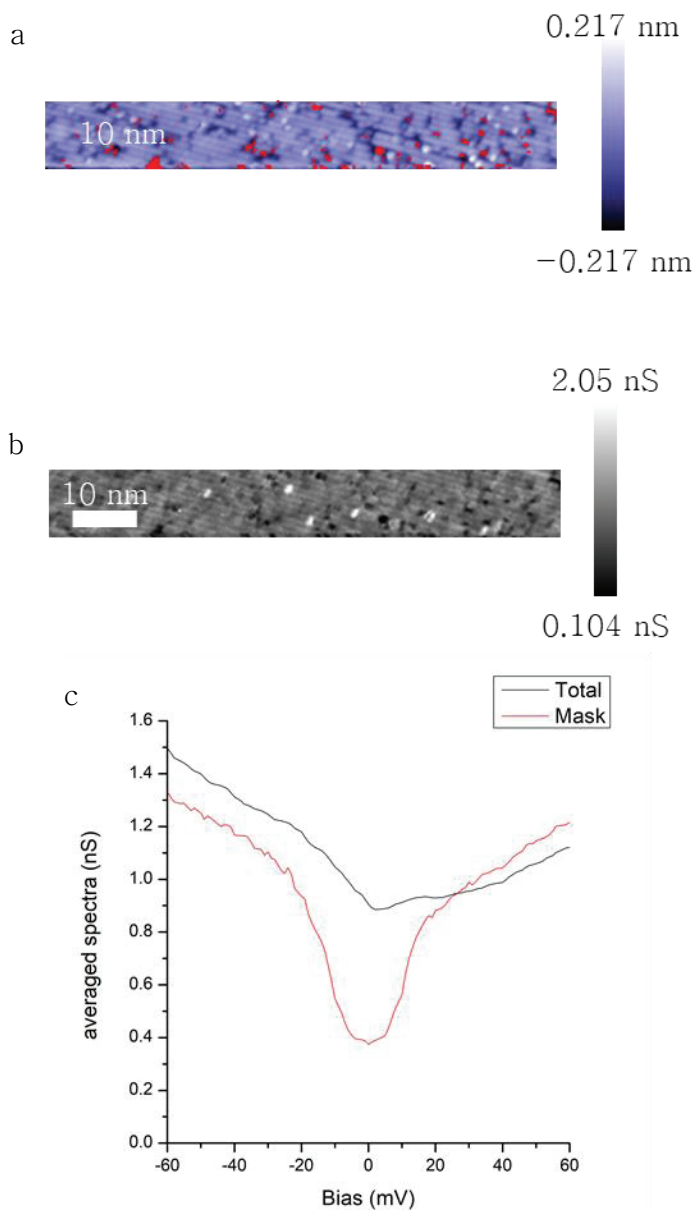 a
0.217 nm
10 nm
-0.217 nm
2.05 nS
b
10 nm
0.104 nS
c
Total
Mask
1.6
1.4
1.2
1.0
0.8
0.6
0.4
0.2
0.0
averaged spectra (nS)
-60 -40 -20 0 20 40 60
Bias (mV)